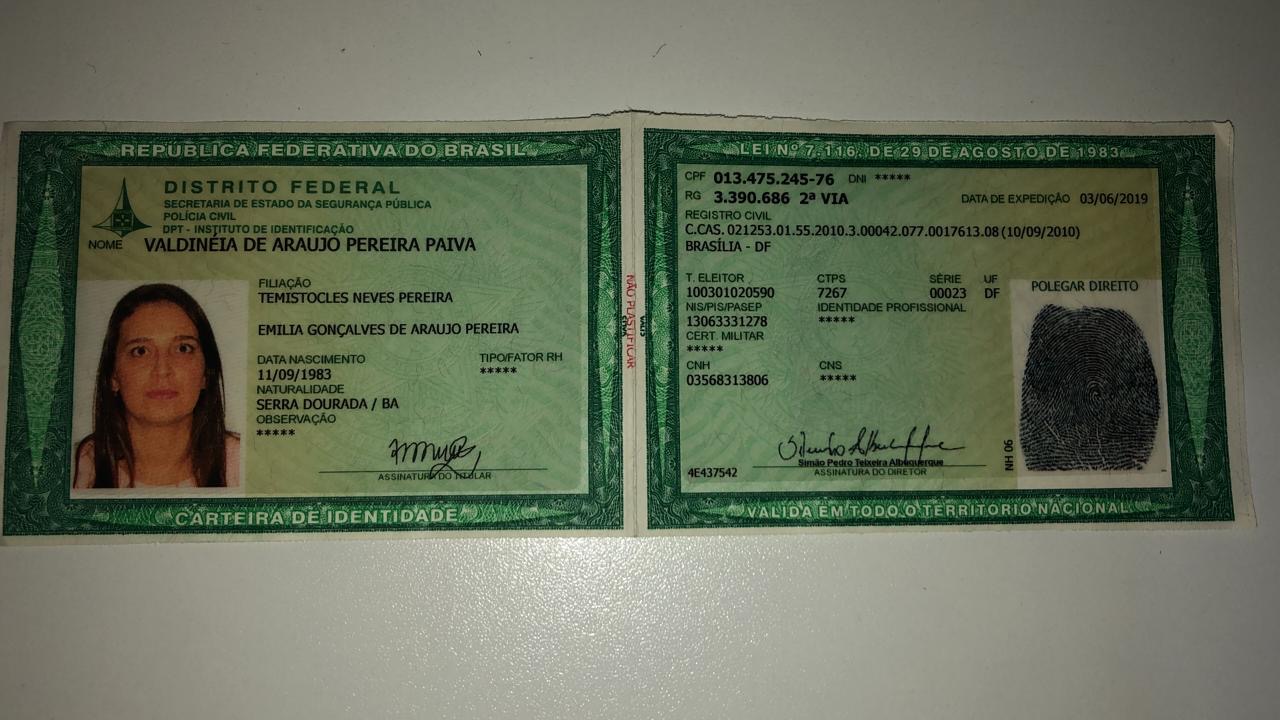 REPÚBLICA FEDERATIVA DO BRASIL
DISTRITO FEDERAL
SECRETARIA DE ESTADO DA SEGURANÇA PÚBLICA
POLÍCIA CIVIL
DPT - INSTITUTO DE IDENTIFICAÇÃO
NOME VALDINÉIA DE ARAUJO PEREIRA PAIVA
FILIAÇÃO
TEMISTOCLES NEVES PEREIRA
EMILIA GONÇALVES DE ARAUJO PEREIRA
DATA NASCIMENTO TIPO/FATOR RH
11/09/1983 *****
NATURALIDADE
SERRA DOURADA / BA
OBSERVAÇÃO
*****
ASSINATURA DO TITULAR
CARTEIRA DE IDENTIDADE
NÃO PLASTIFICAR
LEI Nº 7.116, DE 29 DE AGOSTO DE 1983
CPF 013.475.245-76 DNI *****
RG 3.390.686 2ª VIA DATA DE EXPEDIÇÃO 03/06/2019
REGISTRO CIVIL
C.CAS. 021253.01.55.2010.3.00042.077.0017613.08 (10/09/2010)
BRASÍLIA - DF
T. ELEITOR CTPS SÉRIE UF
100301020590 7267 00023 DF
NIS/PIS/PASEP IDENTIDADE PROFISSIONAL
13063331278 *****
CERT. MILITAR
*****
CNH CNS
03568313806 *****
POLEGAR DIREITO
NH 06
Simão Pedro Teixeira Albuquerque
4E437542 ASSINATURA DO DIRETOR
VÁLIDA EM TODO O TERRITÓRIO NACIONAL